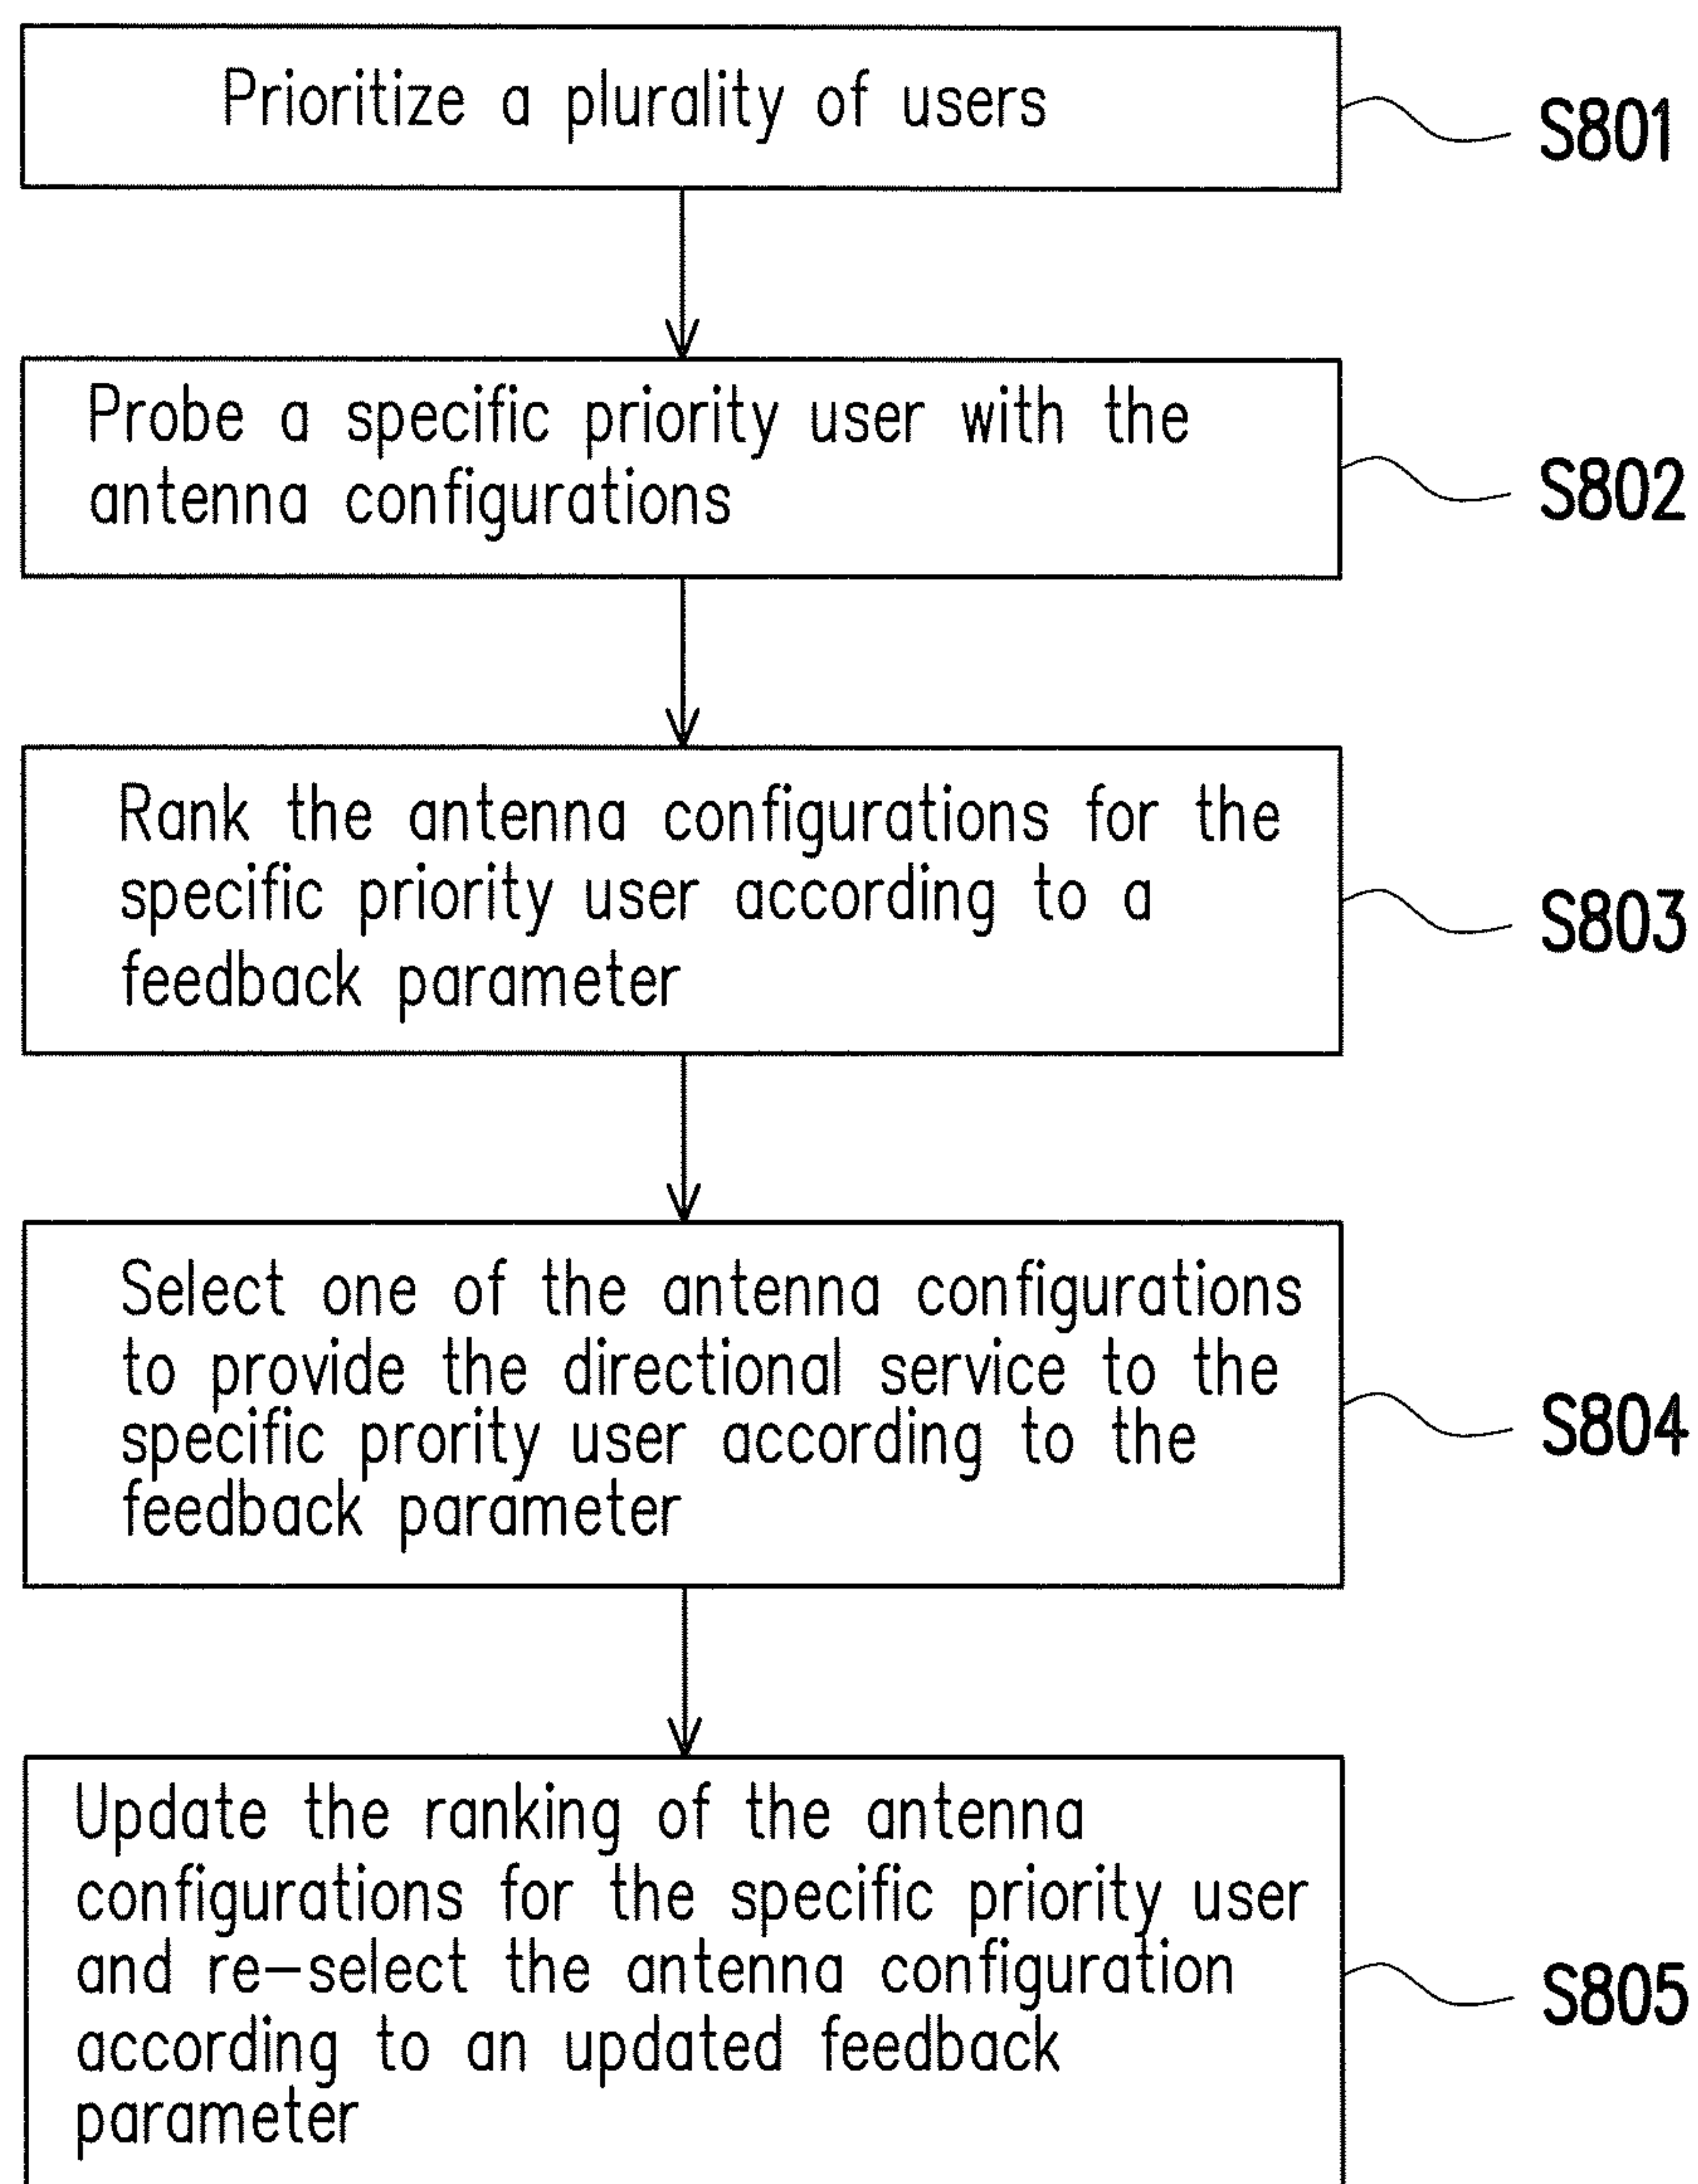 Prioritize a plurality of users
S801
Probe a specific priority user with the
antenna configurations
S802
Rank the antenna configurations for the
specific priority user according to a
feedback parameter
S803
Select one of the antenna configurations
to provide the directional service to the
specific prority user according to the
feedback parameter
S804
Update the ranking of the antenna
configurations for the specific priority user
and re-select the antenna configuration
according to an updated feedback
parameter
S805